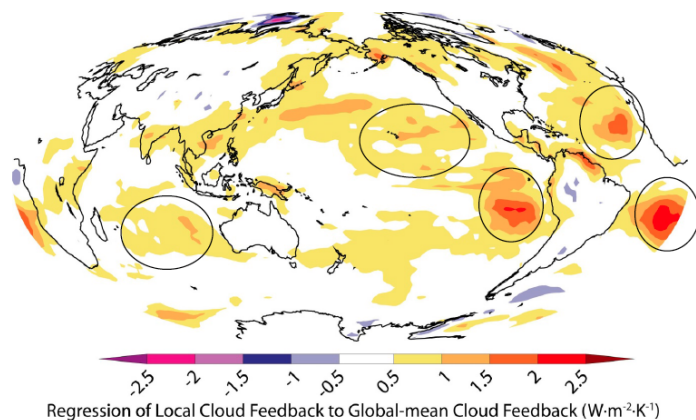 -2.5 -2 -1.5 -1 -0.5 0.5 1 1.5 2 2.5
Regression of Local Cloud Feedback to Global-mean Cloud Feedback (W·m⁻²·K⁻¹)